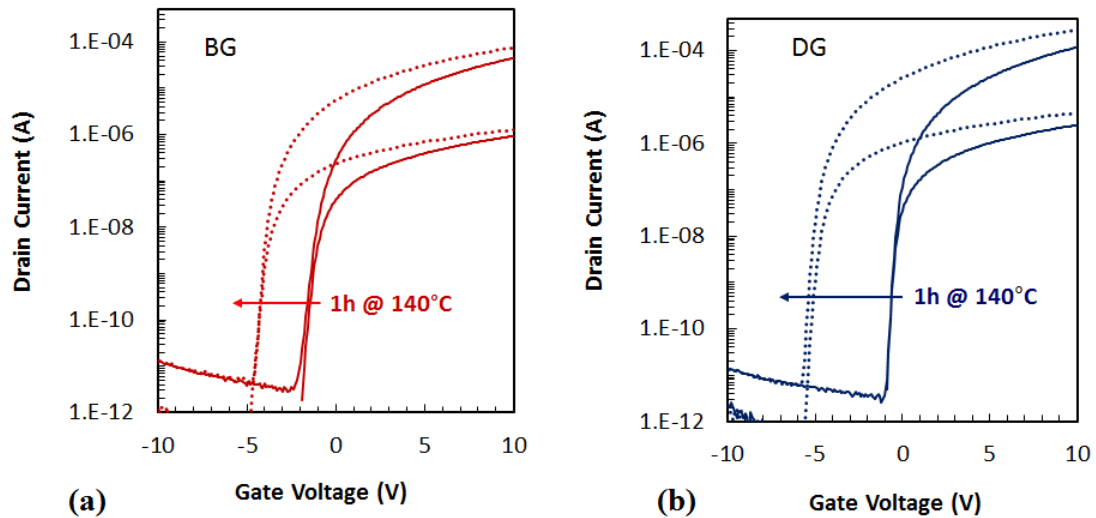 BG
1.E-04
1.E-06
1.E-08
1.E-10
1.E-12
Drain Current (A)
1h @ 140°C
-10
-5
0
5
10
Gate Voltage (V)
(a)
DG
1.E-04
1.E-06
1.E-08
1.E-10
1.E-12
Drain Current (A)
1h @ 140°C
-10
-5
0
5
10
Gate Voltage (V)
(b)